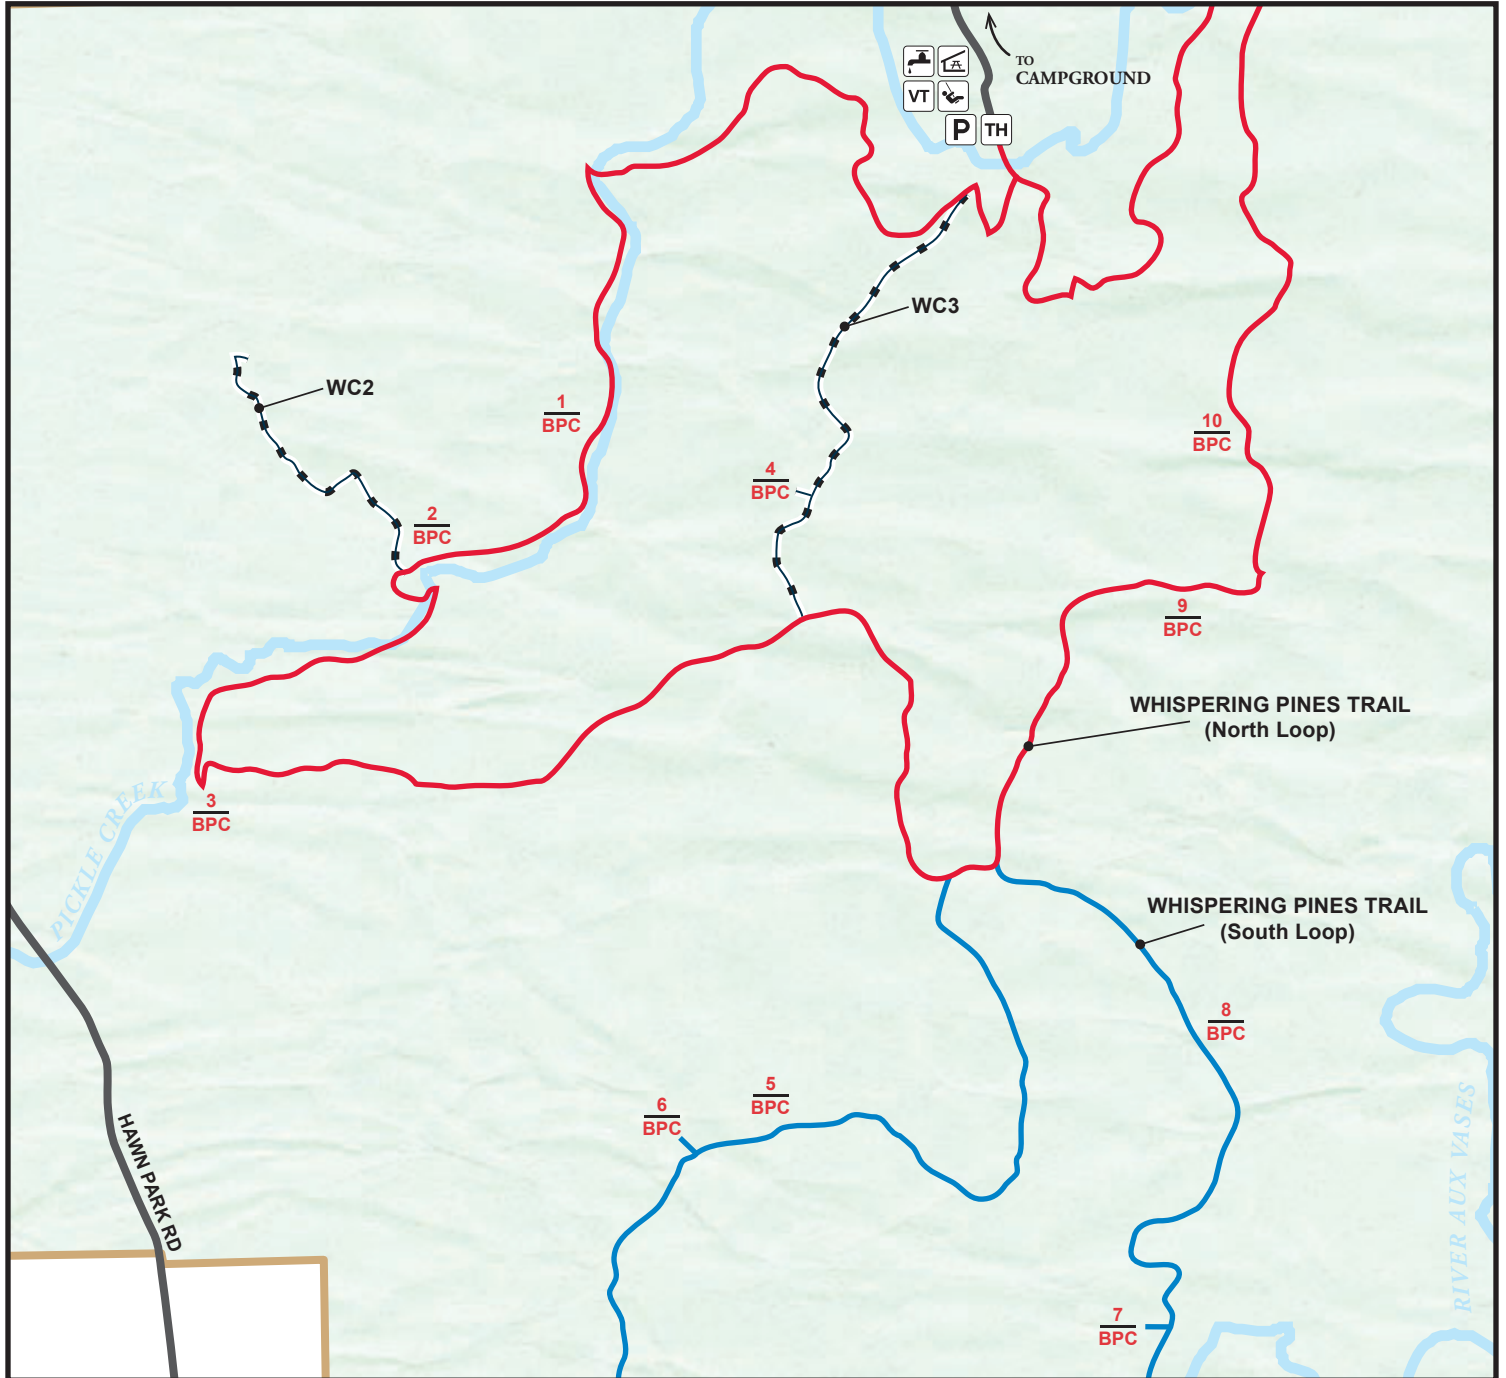 TO
CAMPGROUND
VT
P
TH
WC3
WC2
1
BPC
10
BPC
4
BPC
2
BPC
9
BPC
WHISPERING PINES TRAIL
(North Loop)
3
BPC
PICKLE CREEK
WHISPERING PINES TRAIL
(South Loop)
8
BPC
5
BPC
6
BPC
HAWN PARK RD
RIVER AUX VASES
7
BPC